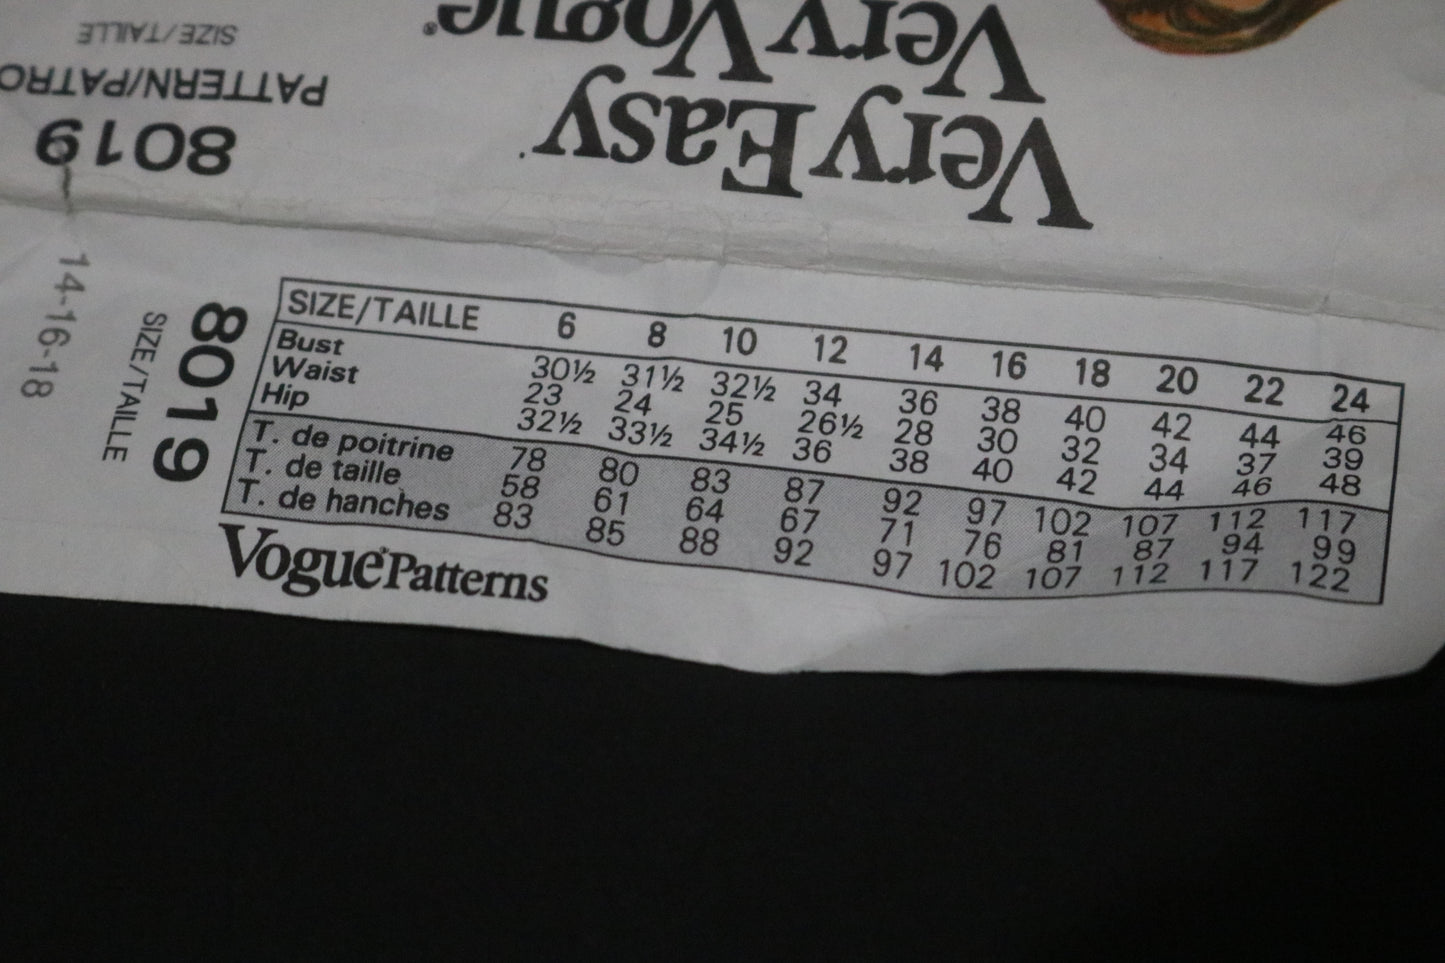 Very Easy
Very Vogue®
8019
PATTERN/PATRO
SIZE/TAILLE
14-16-18
SIZE/TAILLE
8019
SIZE/TAILLE 6 8 10 12 14 16 18 20 22 24
Bust 30½ 31½ 32½ 34 36 38 40 42 44 46
Waist 23 24 25 26½ 28 30 32 34 37 39
Hip 32½ 33½ 34½ 36 38 40 42 44 46 48
T. de poitrine 78 80 83 87 92 97 102 107 112 117
T. de taille 58 61 64 67 71 76 81 87 94 99
T. de hanches 83 85 88 92 97 102 107 112 117 122
Vogue® Patterns